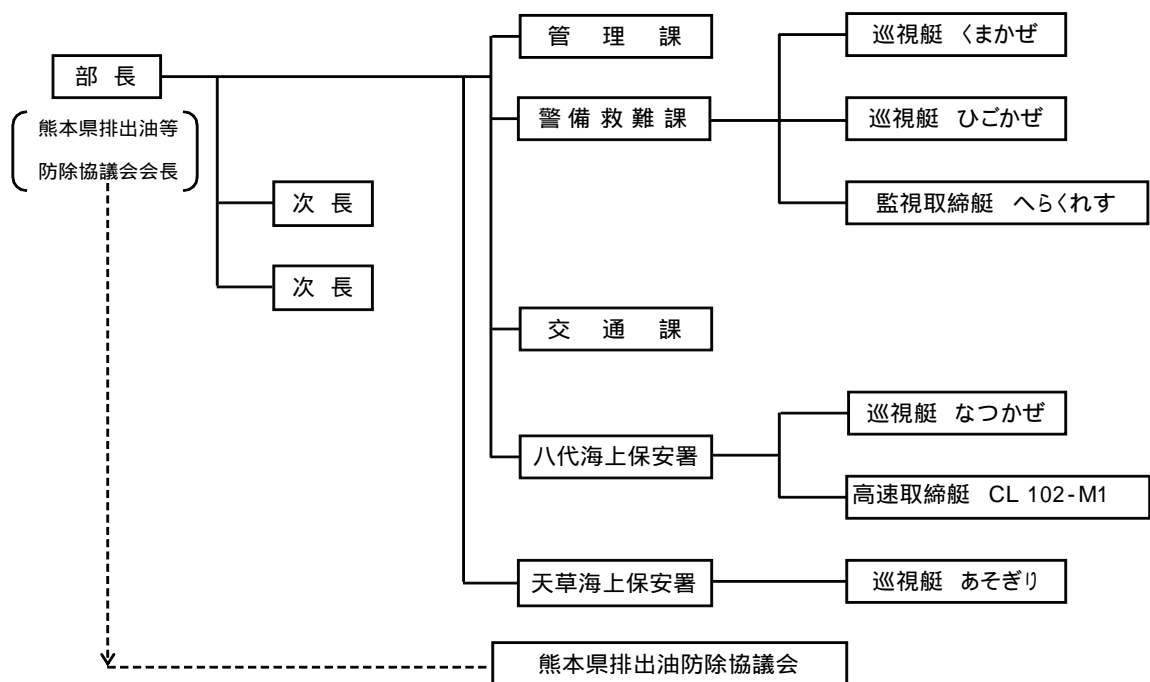 部長
熊本県排出油等
防除協議会会長
次長
次長
管理課
警備救難課
交通課
八代海上保安署
天草海上保安署
熊本県排出油防除協議会
巡視艇 くまかぜ
巡視艇 ひごかぜ
監視取締艇 へらくれす
巡視艇 なつかぜ
高速取締艇 CL 102-M1
巡視艇 あそぎり